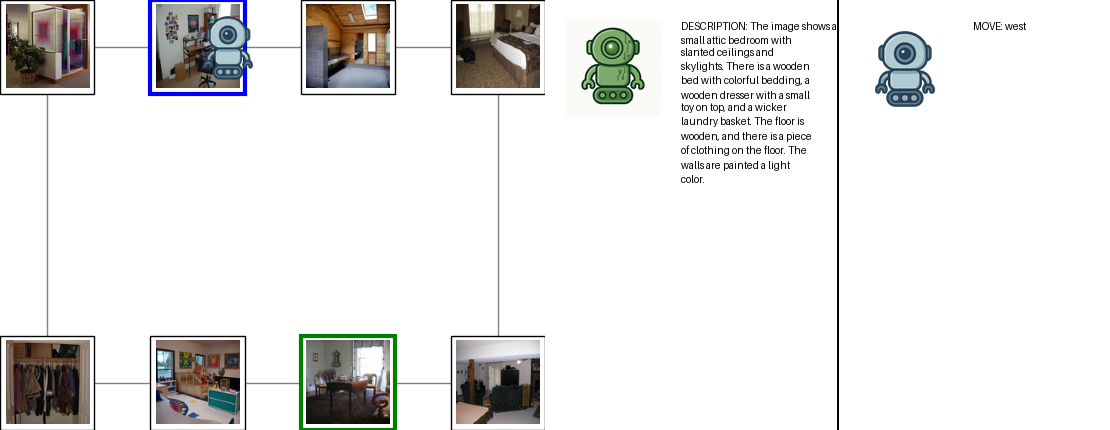 DESCRIPTION: The image shows a
small attic bedroom with
slanted ceilings and
skylights. There is a wooden
bed with colorful bedding, a
wooden dresser with a small
toy on top, and a wicker
laundry basket. The floor is
wooden, and there is a piece
of clothing on the floor. The
walls are painted a light
color.
MOVE: west